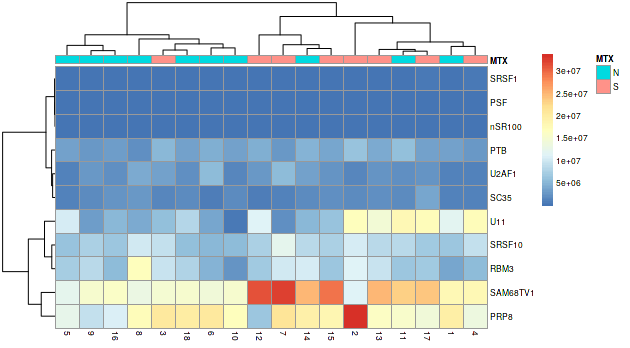 MTX
MTX
N
S
SRSF1
PSF
nSR100
PTB
U2AF1
SC35
U11
SRSF10
RBM3
SAM68TV1
PRP8
3e+07
2.5e+07
2e+07
1.5e+07
1e+07
5e+06
5 9 16 8 3 18 6 10 12 7 14 15 2 13 11 17 1 4